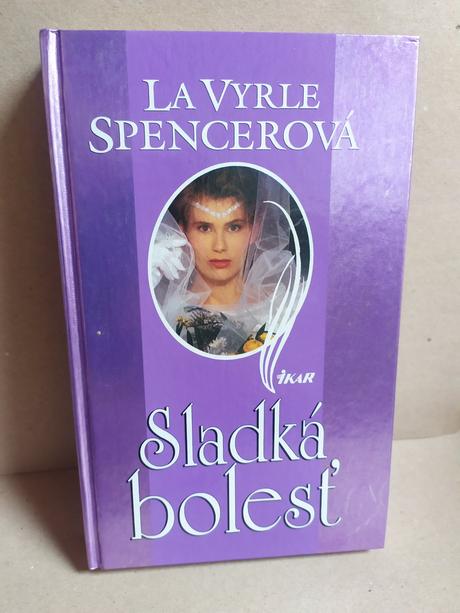 LA VYRLE
SPENCEROVÁ
IKAR
Sladká
bolesť